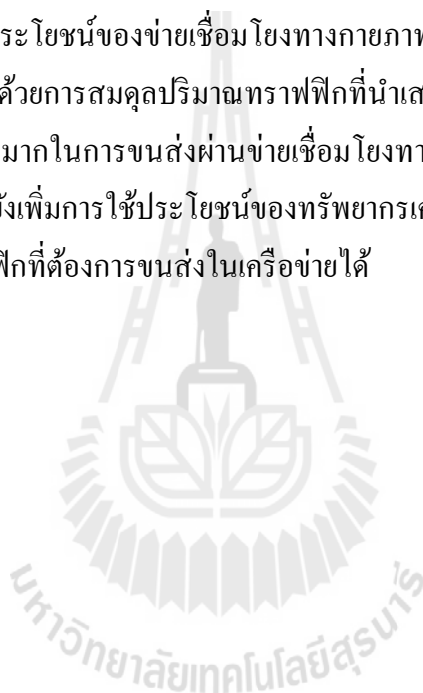 ระโยชน์ของข่ายเชื่อมโยงทางกายภาพ
ด้วยการสมดุลปริมาณทราฟฟิกที่นำเส
มากในการขนส่งผ่านข่ายเชื่อมโยงทา
ังเพิ่มการใช้ประโยชน์ของทรัพยากรเค
ฟิกที่ต้องการขนส่งในเครือข่ายได้
มหาวิทยาลัยเทคโนโลยีสุรนารี